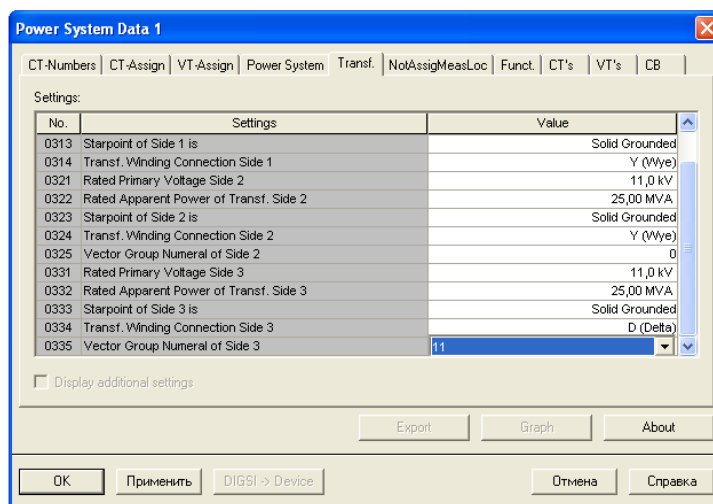 Power System Data 1
CT-Numbers CT-Assign VT-Assign Power System Transf. NotAssigMeasLoc Funct. CT's VT's CB
Settings:
No. Settings Value
0313 Starpoint of Side 1 is Solid Grounded
0314 Transf. Winding Connection Side 1 Y (Wye)
0321 Rated Primary Voltage Side 2 11,0 kV
0322 Rated Apparent Power of Transf. Side 2 25,00 MVA
0323 Starpoint of Side 2 is Solid Grounded
0324 Transf. Winding Connection Side 2 Y (Wye)
0325 Vector Group Numeral of Side 2 0
0331 Rated Primary Voltage Side 3 11,0 kV
0332 Rated Apparent Power of Transf. Side 3 25,00 MVA
0333 Starpoint of Side 3 is Solid Grounded
0334 Transf. Winding Connection Side 3 D (Delta)
0335 Vector Group Numeral of Side 3 11
Display additional settings
Export Graph About
OK Применить DIGSI -> Device Отмена Справка